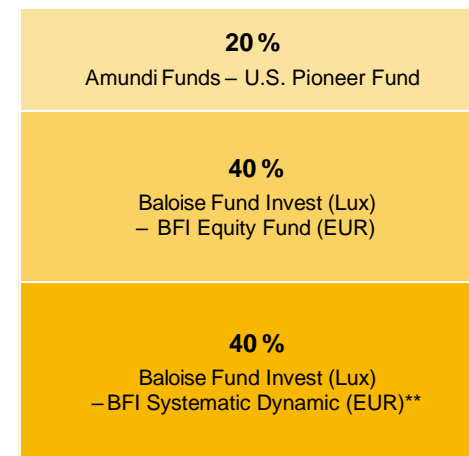 20 %
Amundi Funds – U.S. Pioneer Fund
40 %
Baloise Fund Invest (Lux)
– BFI Equity Fund (EUR)
40 %
Baloise Fund Invest (Lux)
– BFI Systematic Dynamic (EUR)**